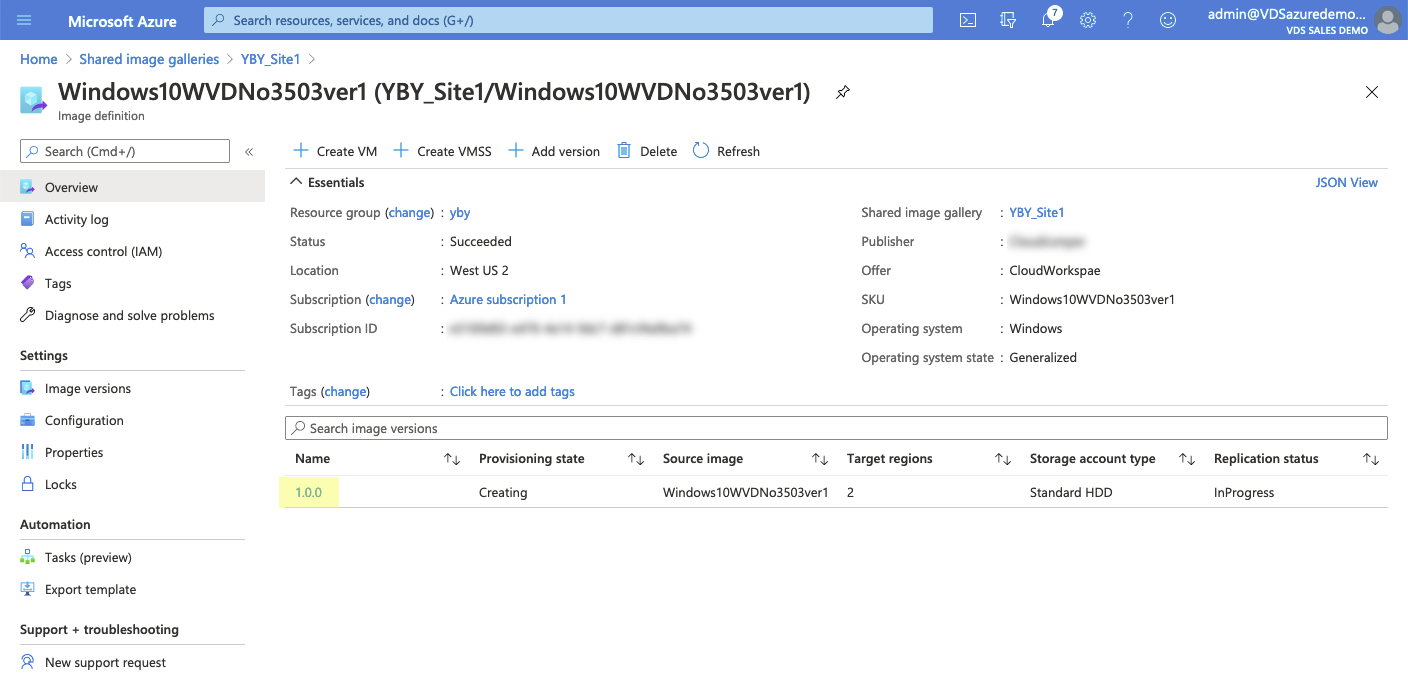 Microsoft Azure
Search resources, services, and docs (G+/)
7
admin@VDSazuredemo...
VDS SALES DEMO
Home > Shared image galleries > YBY_Site1 >
Windows10WVDNo3503ver1 (YBY_Site1/Windows10WVDNo3503ver1)
Image definition
Search (Cmd+/)
«
Create VM
Create VMSS
Add version
Delete
Refresh
Overview
Activity log
Access control (IAM)
Tags
Diagnose and solve problems
Settings
Image versions
Configuration
Properties
Locks
Automation
Tasks (preview)
Export template
Support + troubleshooting
New support request
Essentials
JSON View
Resource group (change) : yby
Status : Succeeded
Location : West US 2
Subscription (change) : Azure subscription 1
Subscription ID :
Shared image gallery : YBY_Site1
Publisher :
Offer : CloudWorkspae
SKU : Windows10WVDNo3503ver1
Operating system : Windows
Operating system state : Generalized
Tags (change) : Click here to add tags
Search image versions
Name Provisioning state Source image Target regions Storage account type Replication status
1.0.0 Creating Windows10WVDNo3503ver1 2 Standard HDD InProgress